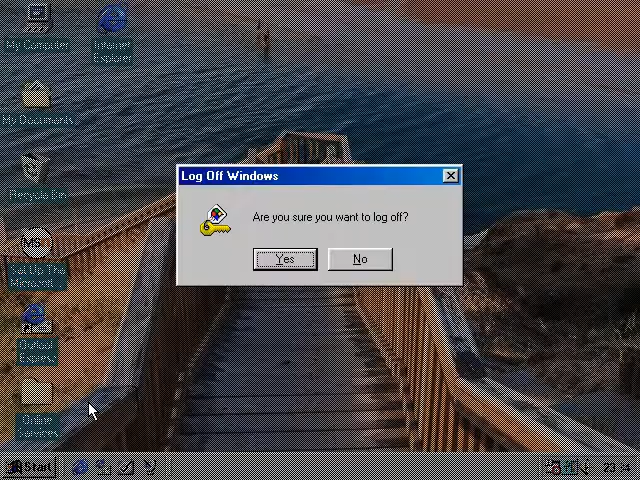 My Computer
Internet
Explorer
My Documents
Recycle Bin
Set Up The
Microsoft
Outlook
Express
Online
Services
Log Off Windows
Are you sure you want to log off?
Yes
No
Start